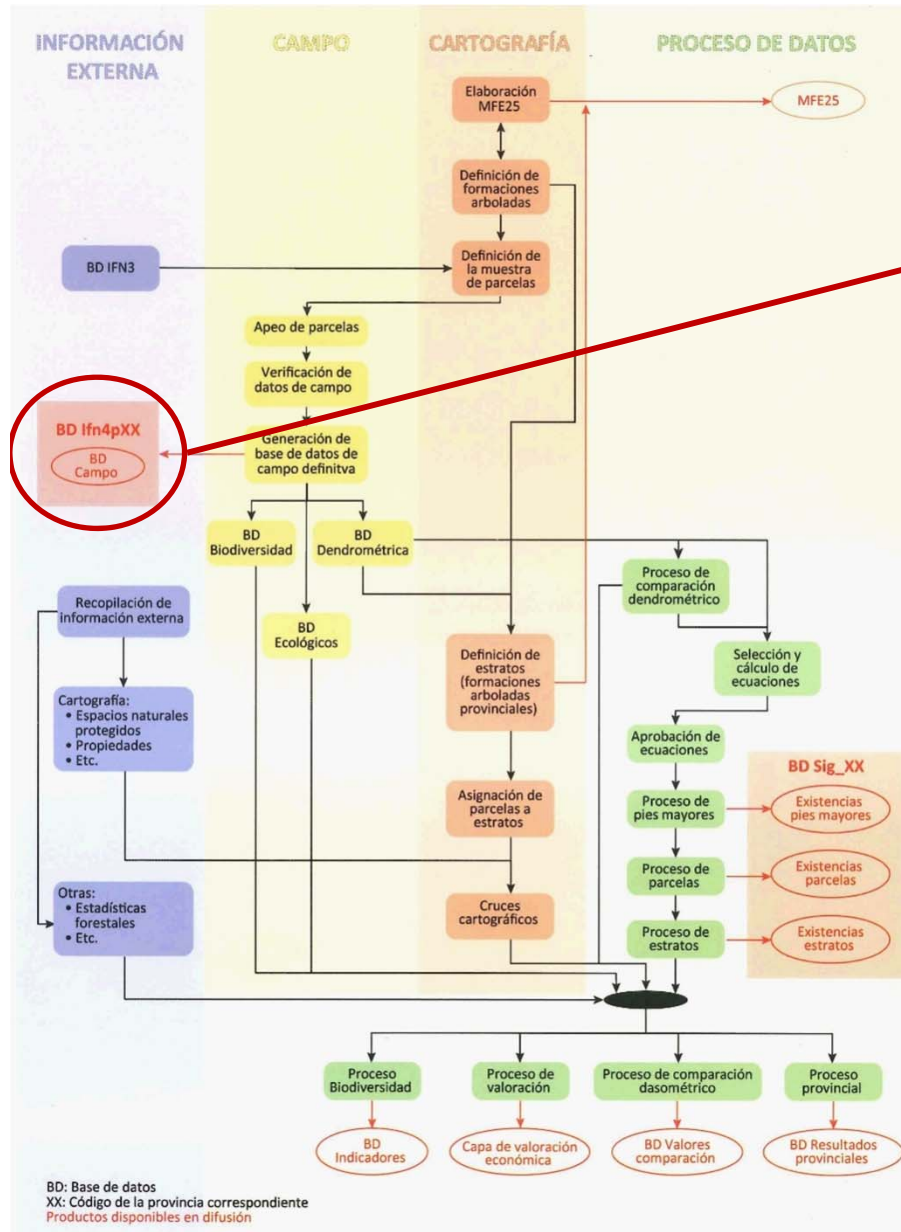 INFORMACIÓN
EXTERNA
CAMPO
CARTOGRAFÍA
PROCESO DE DATOS
Elaboración
MFE25
MFE25
Definición de
formaciones
arboladas
BD IFN3
Definición de
la muestra
de parcelas
Apeo de parcelas
Verificación de
datos de campo
BD Ifn4pXX
BD
Campo
Generación de
base de datos de
campo definitva
BD
Biodiversidad
BD
Dendrométrica
Proceso de
comparación
dendrométrico
Recopilación de
información externa
BD
Ecológicos
Definición de
estratos
(formaciones
arboladas
provinciales)
Selección y
cálculo de
ecuaciones
Cartografía:
• Espacios naturales
protegidos
• Propiedades
• Etc.
Aprobación de
ecuaciones
BD Sig_XX
Asignación de
parcelas a
estratos
Proceso de
pies mayores
Existencias
pies mayores
Proceso de
parcelas
Existencias
parcelas
Otras:
• Estadísticas
forestales
• Etc.
Cruces
cartográficos
Proceso de
estratos
Existencias
estratos
Proceso
Biodiversidad
Proceso de
valoración
Proceso de comparación
dasométrico
Proceso
provincial
BD
Indicadores
Capa de valoración
económica
BD Valores
comparación
BD Resultados
provinciales
BD: Base de datos
XX: Código de la provincia correspondiente
Productos disponibles en difusión